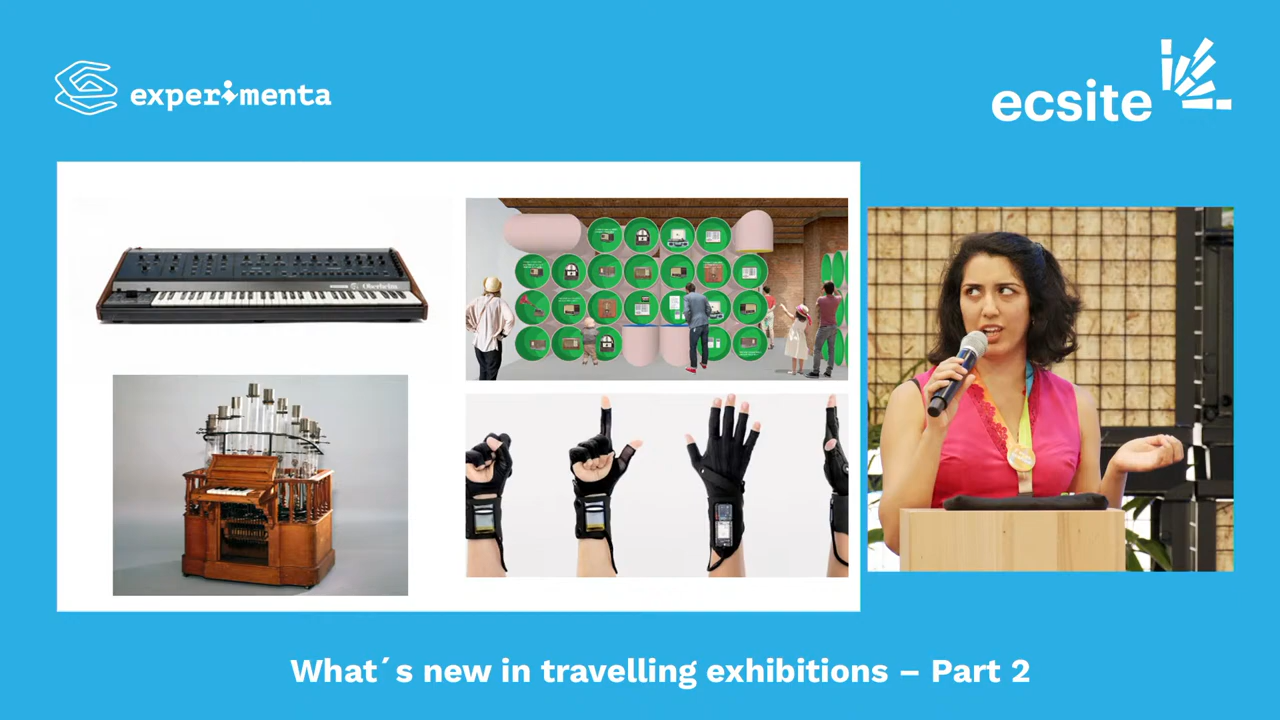 experimenta
ecsite
Oberheim
What´s new in travelling exhibitions – Part 2